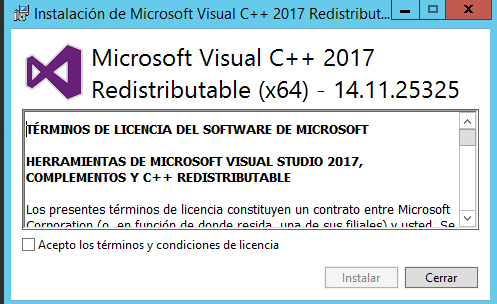 Instalación de Microsoft Visual C++ 2017 Redistribut...
Microsoft Visual C++ 2017
Redistributable (x64) - 14.11.25325
TÉRMINOS DE LICENCIA DEL SOFTWARE DE MICROSOFT
HERRAMIENTAS DE MICROSOFT VISUAL STUDIO 2017,
COMPLEMENTOS Y C++ REDISTRIBUTABLE
Los presentes términos de licencia constituyen un contrato entre Microsoft
Corporation (o, en función de donde resida, una de sus filiales) y usted. Se
Acepto los términos y condiciones de licencia
Instalar
Cerrar